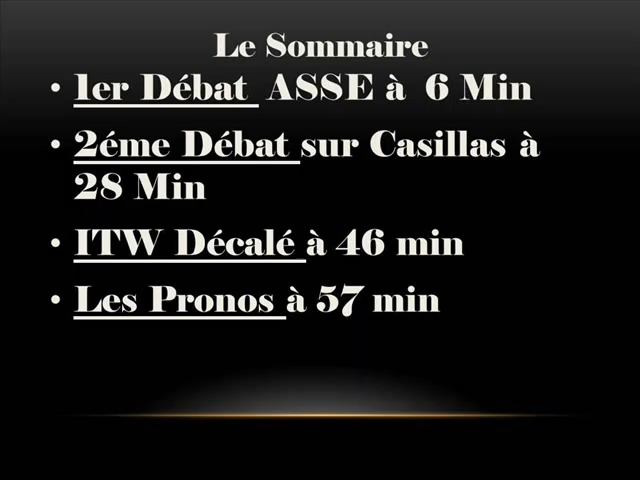 Le Sommaire
• 1er Débat ASSE à 6 Min
• 2éme Débat sur Casillas à
28 Min
• ITW Décalé à 46 min
• Les Pronos à 57 min